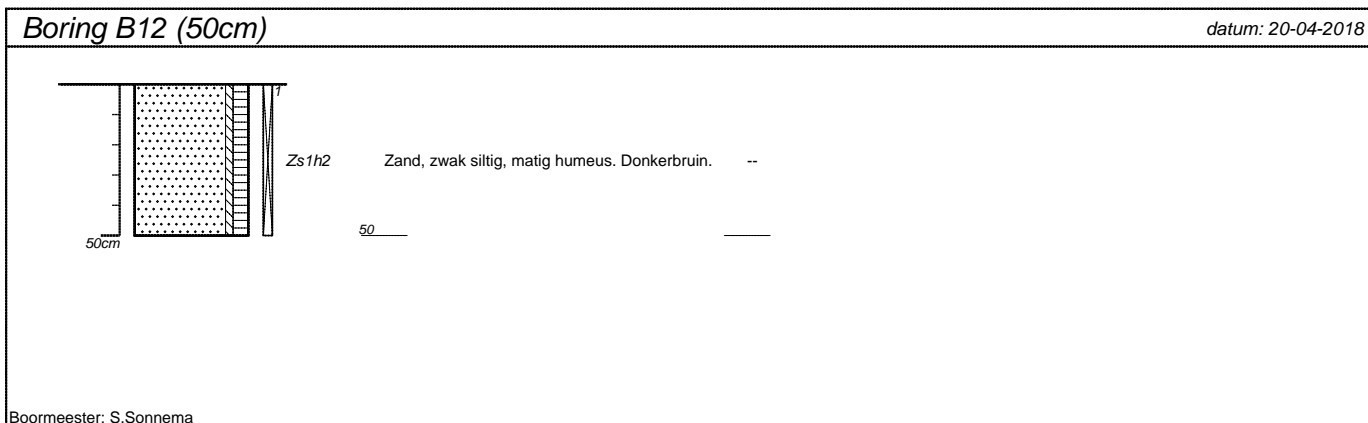 Boring B12 (50cm) datum: 20-04-2018
1
Zs1h2 Zand, zwak siltig, matig humeus. Donkerbruin. --
50cm 50
Boormeester: S.Sonnema